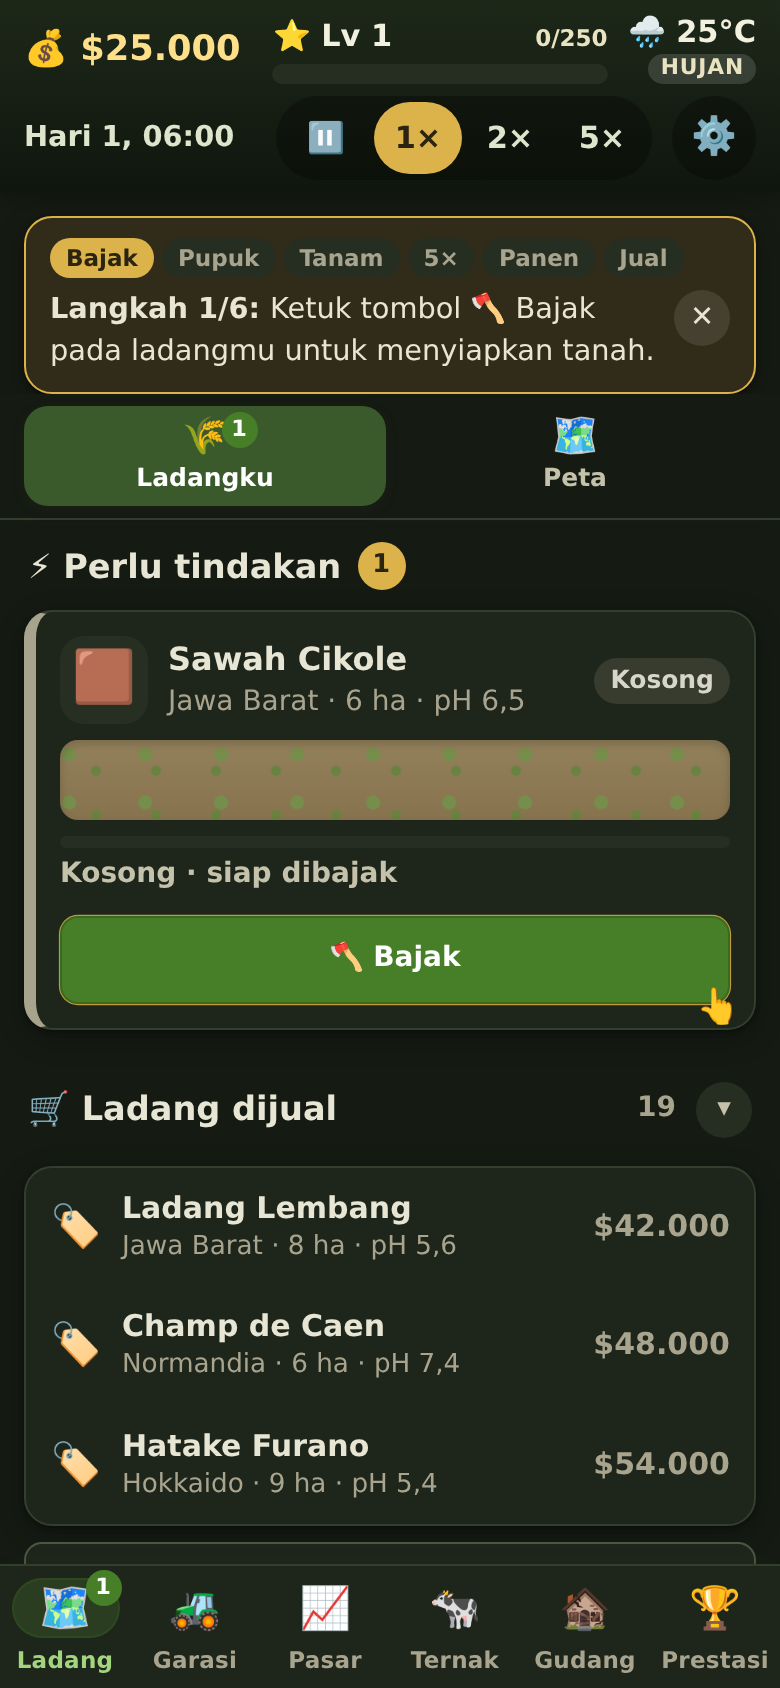 $25.000
Lv 1
0/250
25°C
HUJAN
Hari 1, 06:00
1×
2×
5×
Bajak
Pupuk
Tanam
5×
Panen
Jual
Langkah 1/6: Ketuk tombol 🪓 Bajak
pada ladangmu untuk menyiapkan tanah.
✕
1
Ladangku
Peta
⚡ Perlu tindakan
1
Sawah Cikole
Jawa Barat · 6 ha · pH 6,5
Kosong
Kosong · siap dibajak
🪓 Bajak
Ladang dijual
19
▼
Ladang Lembang
Jawa Barat · 8 ha · pH 5,6
$42.000
Champ de Caen
Normandia · 6 ha · pH 7,4
$48.000
Hatake Furano
Hokkaido · 9 ha · pH 5,4
$54.000
1
Ladang
Garasi
Pasar
Ternak
Gudang
Prestasi